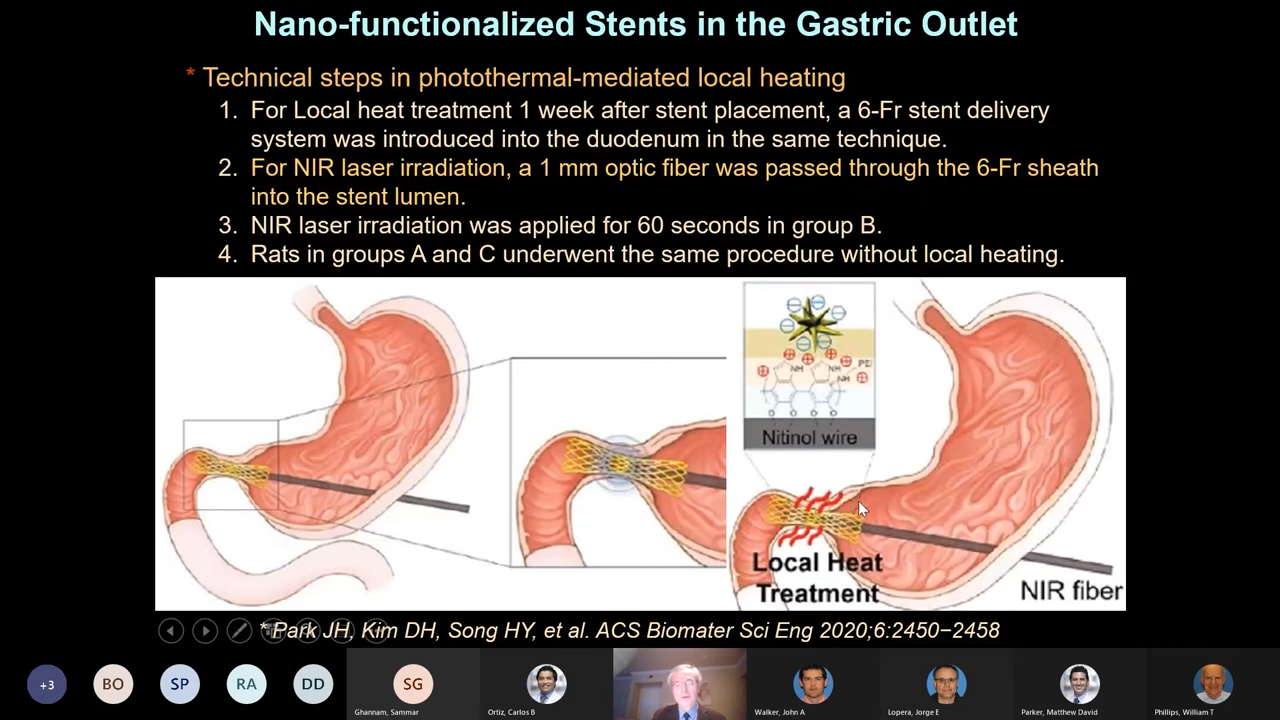 Nano-functionalized Stents in the Gastric Outlet
* Technical steps in photothermal-mediated local heating
1. For Local heat treatment 1 week after stent placement, a 6-Fr stent delivery
system was introduced into the duodenum in the same technique.
2. For NIR laser irradiation, a 1 mm optic fiber was passed through the 6-Fr sheath
into the stent lumen.
3. NIR laser irradiation was applied for 60 seconds in group B.
4. Rats in groups A and C underwent the same procedure without local heating.
NH
NH
NH
PEI
O O O O
Nitinol wire
Local Heat
Treatment
NIR fiber
* Park JH, Kim DH, Song HY, et al. ACS Biomater Sci Eng 2020;6:2450−2458
+3
BO
SP
RA
DD
SG
Ghannam, Sammar
Ortiz, Carlos B
Walker, John A
Lopera, Jorge E
Parker, Matthew David
Phillips, William T